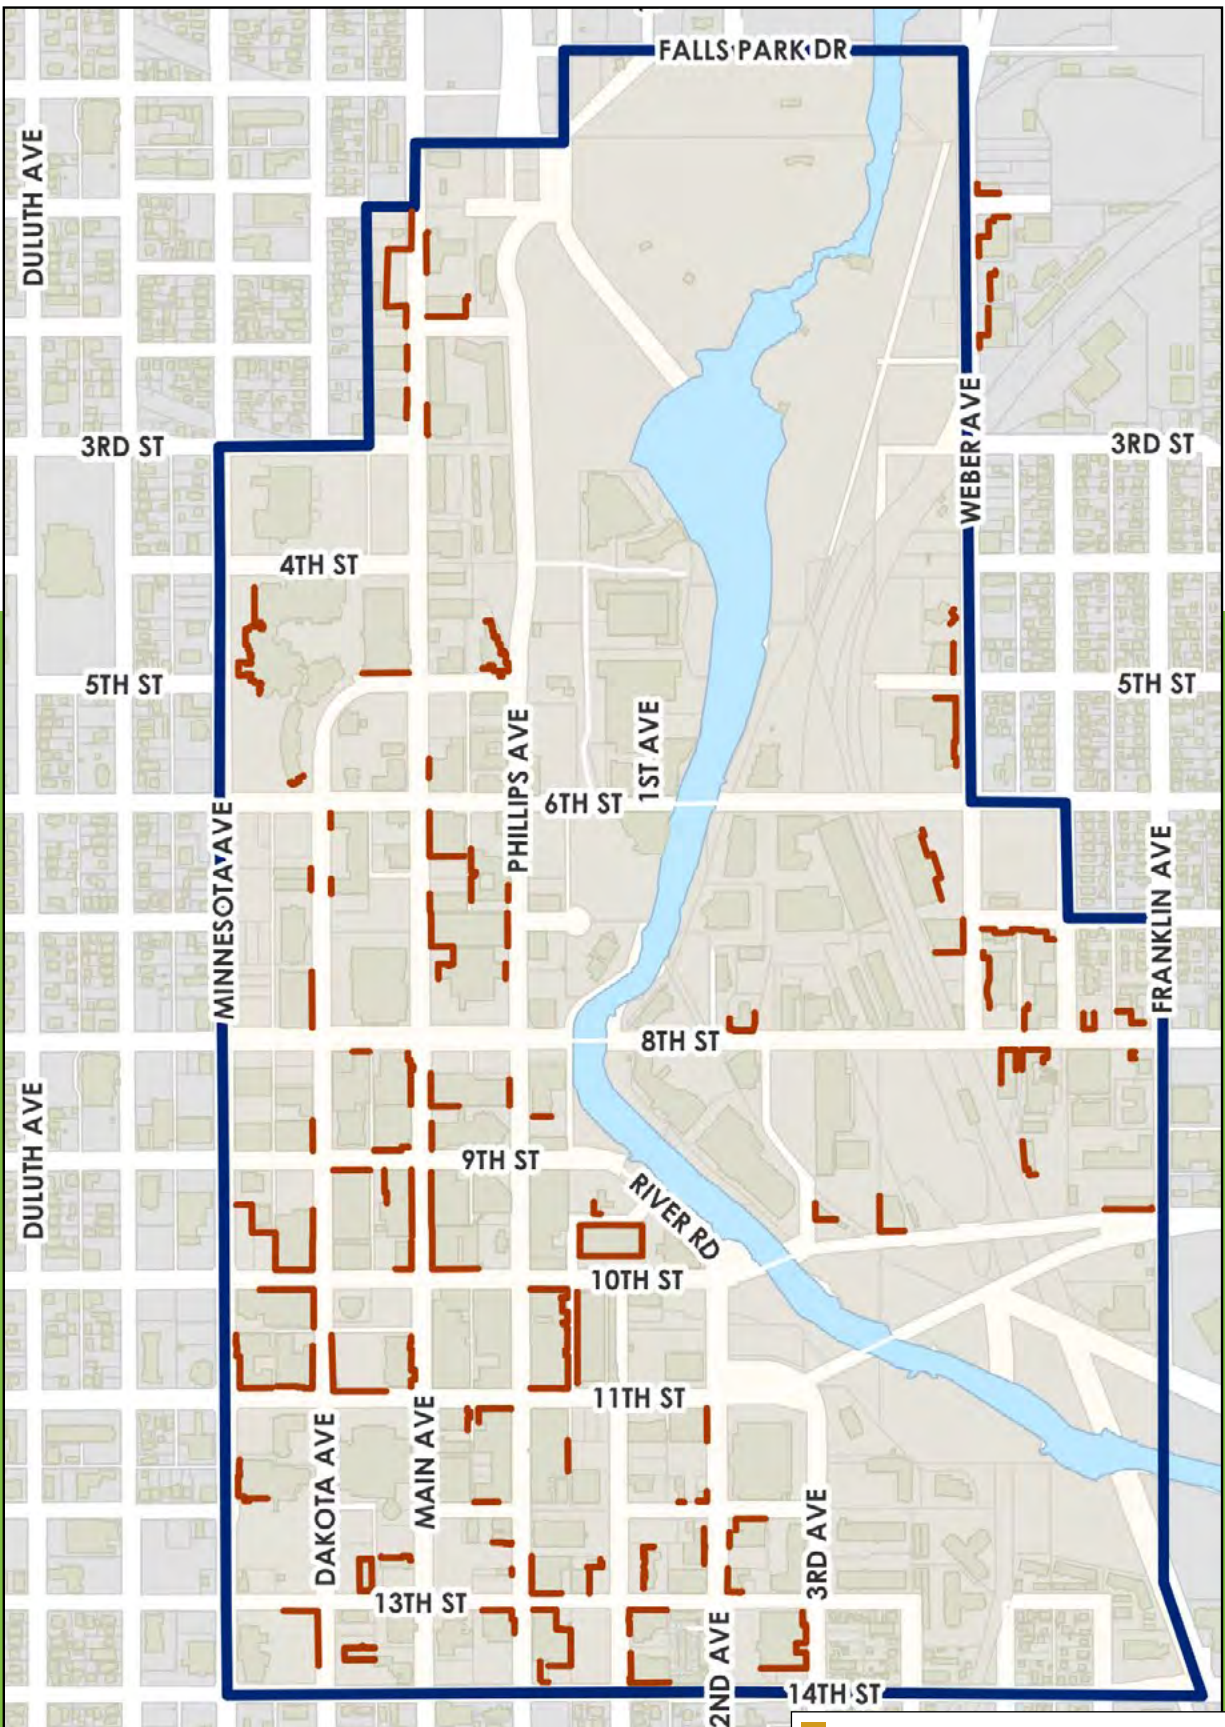 FALLS PARK DR
DULUTH AVE
3RD ST
WEBER AVE
3RD ST
4TH ST
5TH ST
5TH ST
PHILLIPS AVE
1ST AVE
6TH ST
MINNESOTA AVE
FRANKLIN AVE
8TH ST
DULUTH AVE
9TH ST
RIVER RD
10TH ST
11TH ST
DAKOTA AVE
MAIN AVE
3RD AVE
13TH ST
2ND AVE
14TH ST